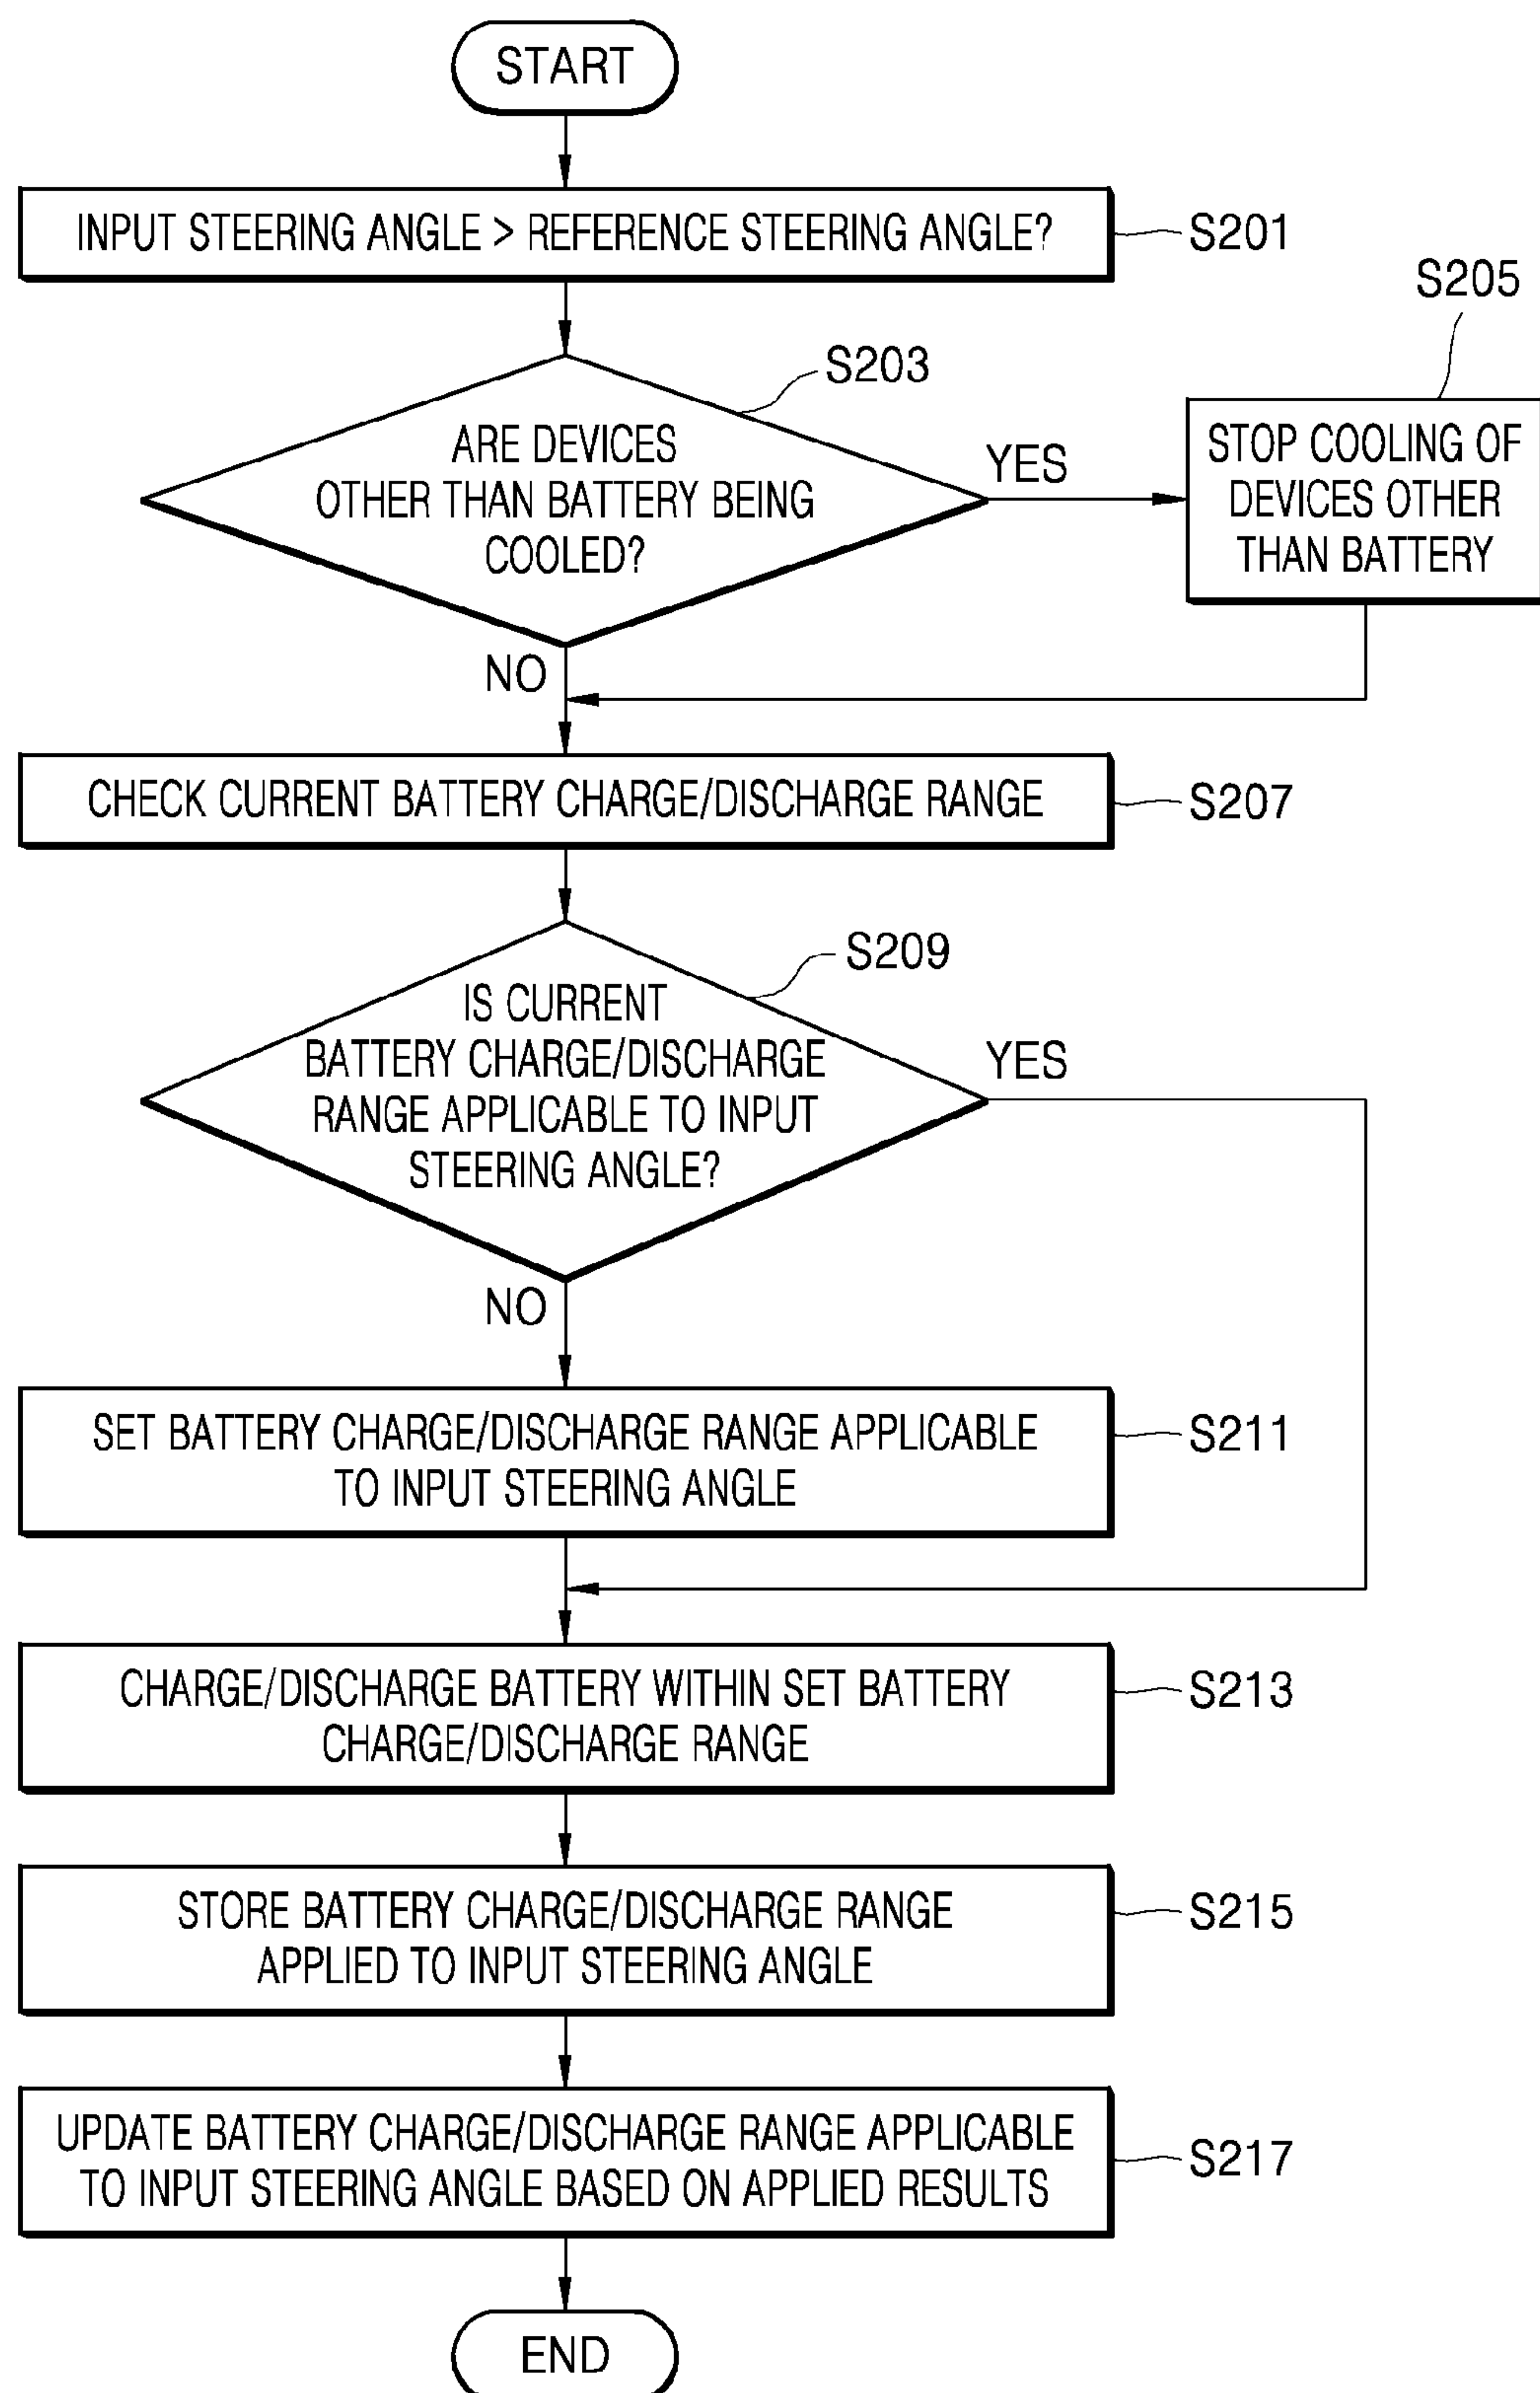 START
INPUT STEERING ANGLE > REFERENCE STEERING ANGLE?
S201
S205
S203
ARE DEVICES
OTHER THAN BATTERY BEING
COOLED?
YES
STOP COOLING OF
DEVICES OTHER
THAN BATTERY
NO
CHECK CURRENT BATTERY CHARGE/DISCHARGE RANGE
S207
S209
IS CURRENT
BATTERY CHARGE/DISCHARGE
RANGE APPLICABLE TO INPUT
STEERING ANGLE?
YES
NO
SET BATTERY CHARGE/DISCHARGE RANGE APPLICABLE
TO INPUT STEERING ANGLE
S211
CHARGE/DISCHARGE BATTERY WITHIN SET BATTERY
CHARGE/DISCHARGE RANGE
S213
STORE BATTERY CHARGE/DISCHARGE RANGE
APPLIED TO INPUT STEERING ANGLE
S215
UPDATE BATTERY CHARGE/DISCHARGE RANGE APPLICABLE
TO INPUT STEERING ANGLE BASED ON APPLIED RESULTS
S217
END